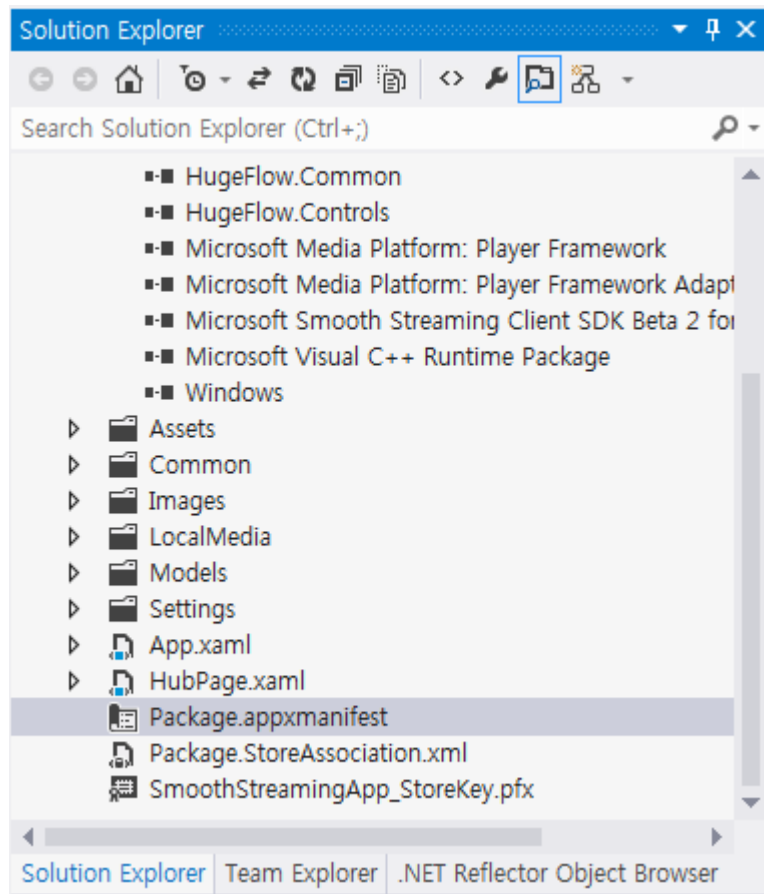 Solution Explorer
Search Solution Explorer (Ctrl+;)
HugeFlow.Common
HugeFlow.Controls
Microsoft Media Platform: Player Framework
Microsoft Media Platform: Player Framework Adapt
Microsoft Smooth Streaming Client SDK Beta 2 for
Microsoft Visual C++ Runtime Package
Windows
Assets
Common
Images
LocalMedia
Models
Settings
App.xaml
HubPage.xaml
Package.appxmanifest
Package.StoreAssociation.xml
SmoothStreamingApp_StoreKey.pfx
Solution Explorer Team Explorer .NET Reflector Object Browser